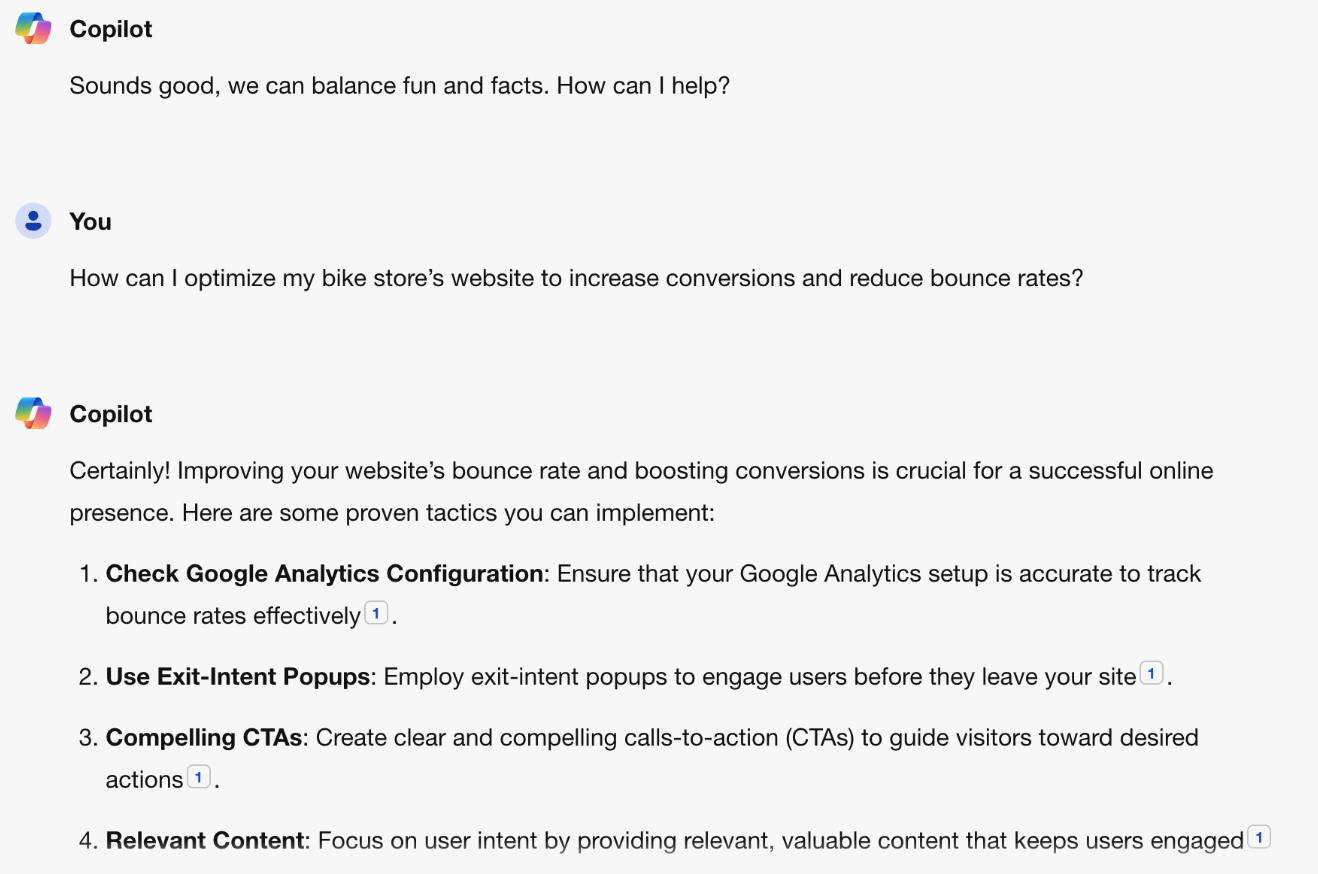 Copilot
Sounds good, we can balance fun and facts. How can I help?
You
How can I optimize my bike store’s website to increase conversions and reduce bounce rates?
Copilot
Certainly! Improving your website’s bounce rate and boosting conversions is crucial for a successful online
presence. Here are some proven tactics you can implement:
1. Check Google Analytics Configuration: Ensure that your Google Analytics setup is accurate to track
bounce rates effectively 1 .
2. Use Exit-Intent Popups: Employ exit-intent popups to engage users before they leave your site 1 .
3. Compelling CTAs: Create clear and compelling calls-to-action (CTAs) to guide visitors toward desired
actions 1 .
4. Relevant Content: Focus on user intent by providing relevant, valuable content that keeps users engaged 1